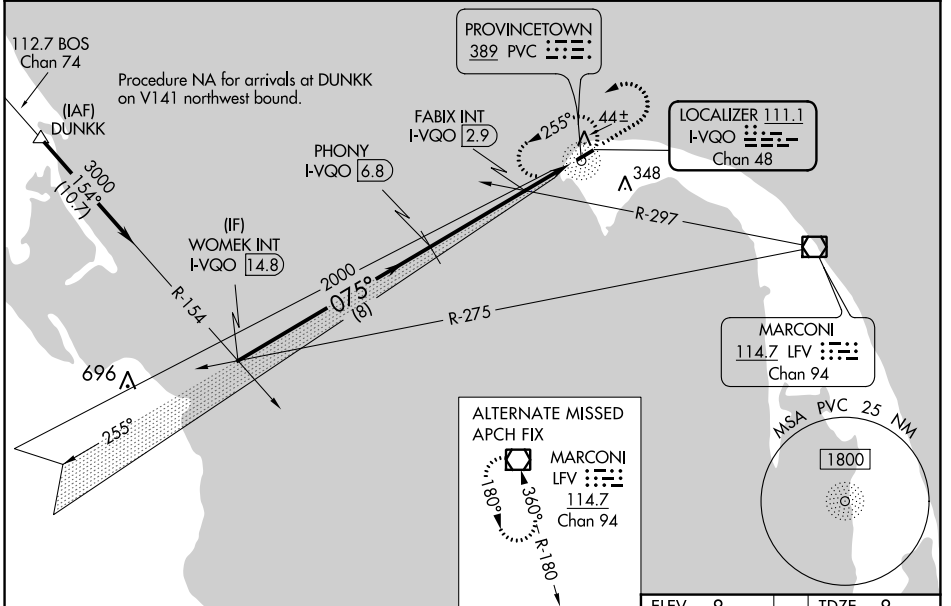 112.7 BOS
Chan 74
(IAF)
DUNKK
Procedure NA for arrivals at DUNKK
on V141 northwest bound.
3000
154°
(10.7)
R-154
PROVINCETOWN
389 PVC
FABIX INT
I-VQO 2.9
PHONY
I-VQO 6.8
(IF)
WOMEK INT
I-VQO 14.8
255°
44±
LOCALIZER 111.1
I-VQO
Chan 48
348
R-297
2000
075°
(8)
R-275
MARCONI
114.7 LFV
Chan 94
696
255°
ALTERNATE MISSED
APCH FIX
MARCONI
LFV
114.7
Chan 94
180°
360°
R-180
MSA PVC 25 NM
1800
ELEV 8
TDZE 8